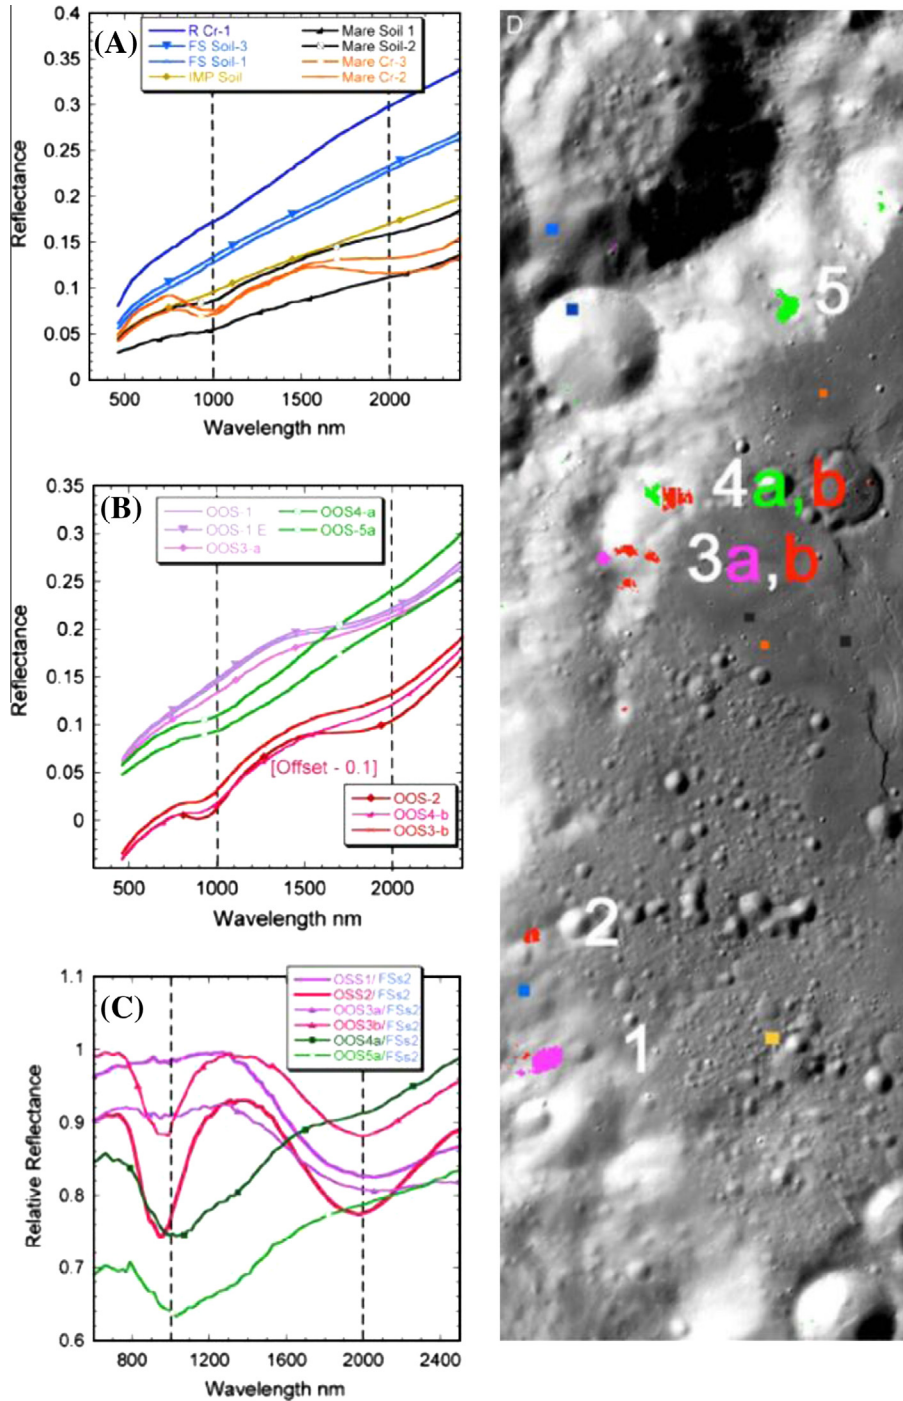 (A)
R Cr-1
FS Soil-3
FS Soil-1
IMP Soil
Mare Soil 1
Mare Soil-2
Mare Cr-3
Mare Cr-2
0.4
0.35
0.3
0.25
0.2
0.15
0.1
0.05
0
Reflectance
500 1000 1500 2000
Wavelength nm
(B)
OOS-1
OOS-1 E
OOS3-a
OOS4-a
OOS-5a
0.35
0.3
0.25
0.2
0.15
0.1
0.05
0
Reflectance
[Offset - 0.1]
OOS-2
OOS4-b
OOS3-b
500 1000 1500 2000
Wavelength nm
(C)
OSS1/FSs2
OSS2/FSs2
OOS3a/FSs2
OOS3b/FSs2
OOS4a/FSs2
OOS5a/FSs2
1.1
1
0.9
0.8
0.7
0.6
Relative Reflectance
800 1200 1600 2000 2400
Wavelength nm
D
5
4a,b
3a,b
2
1